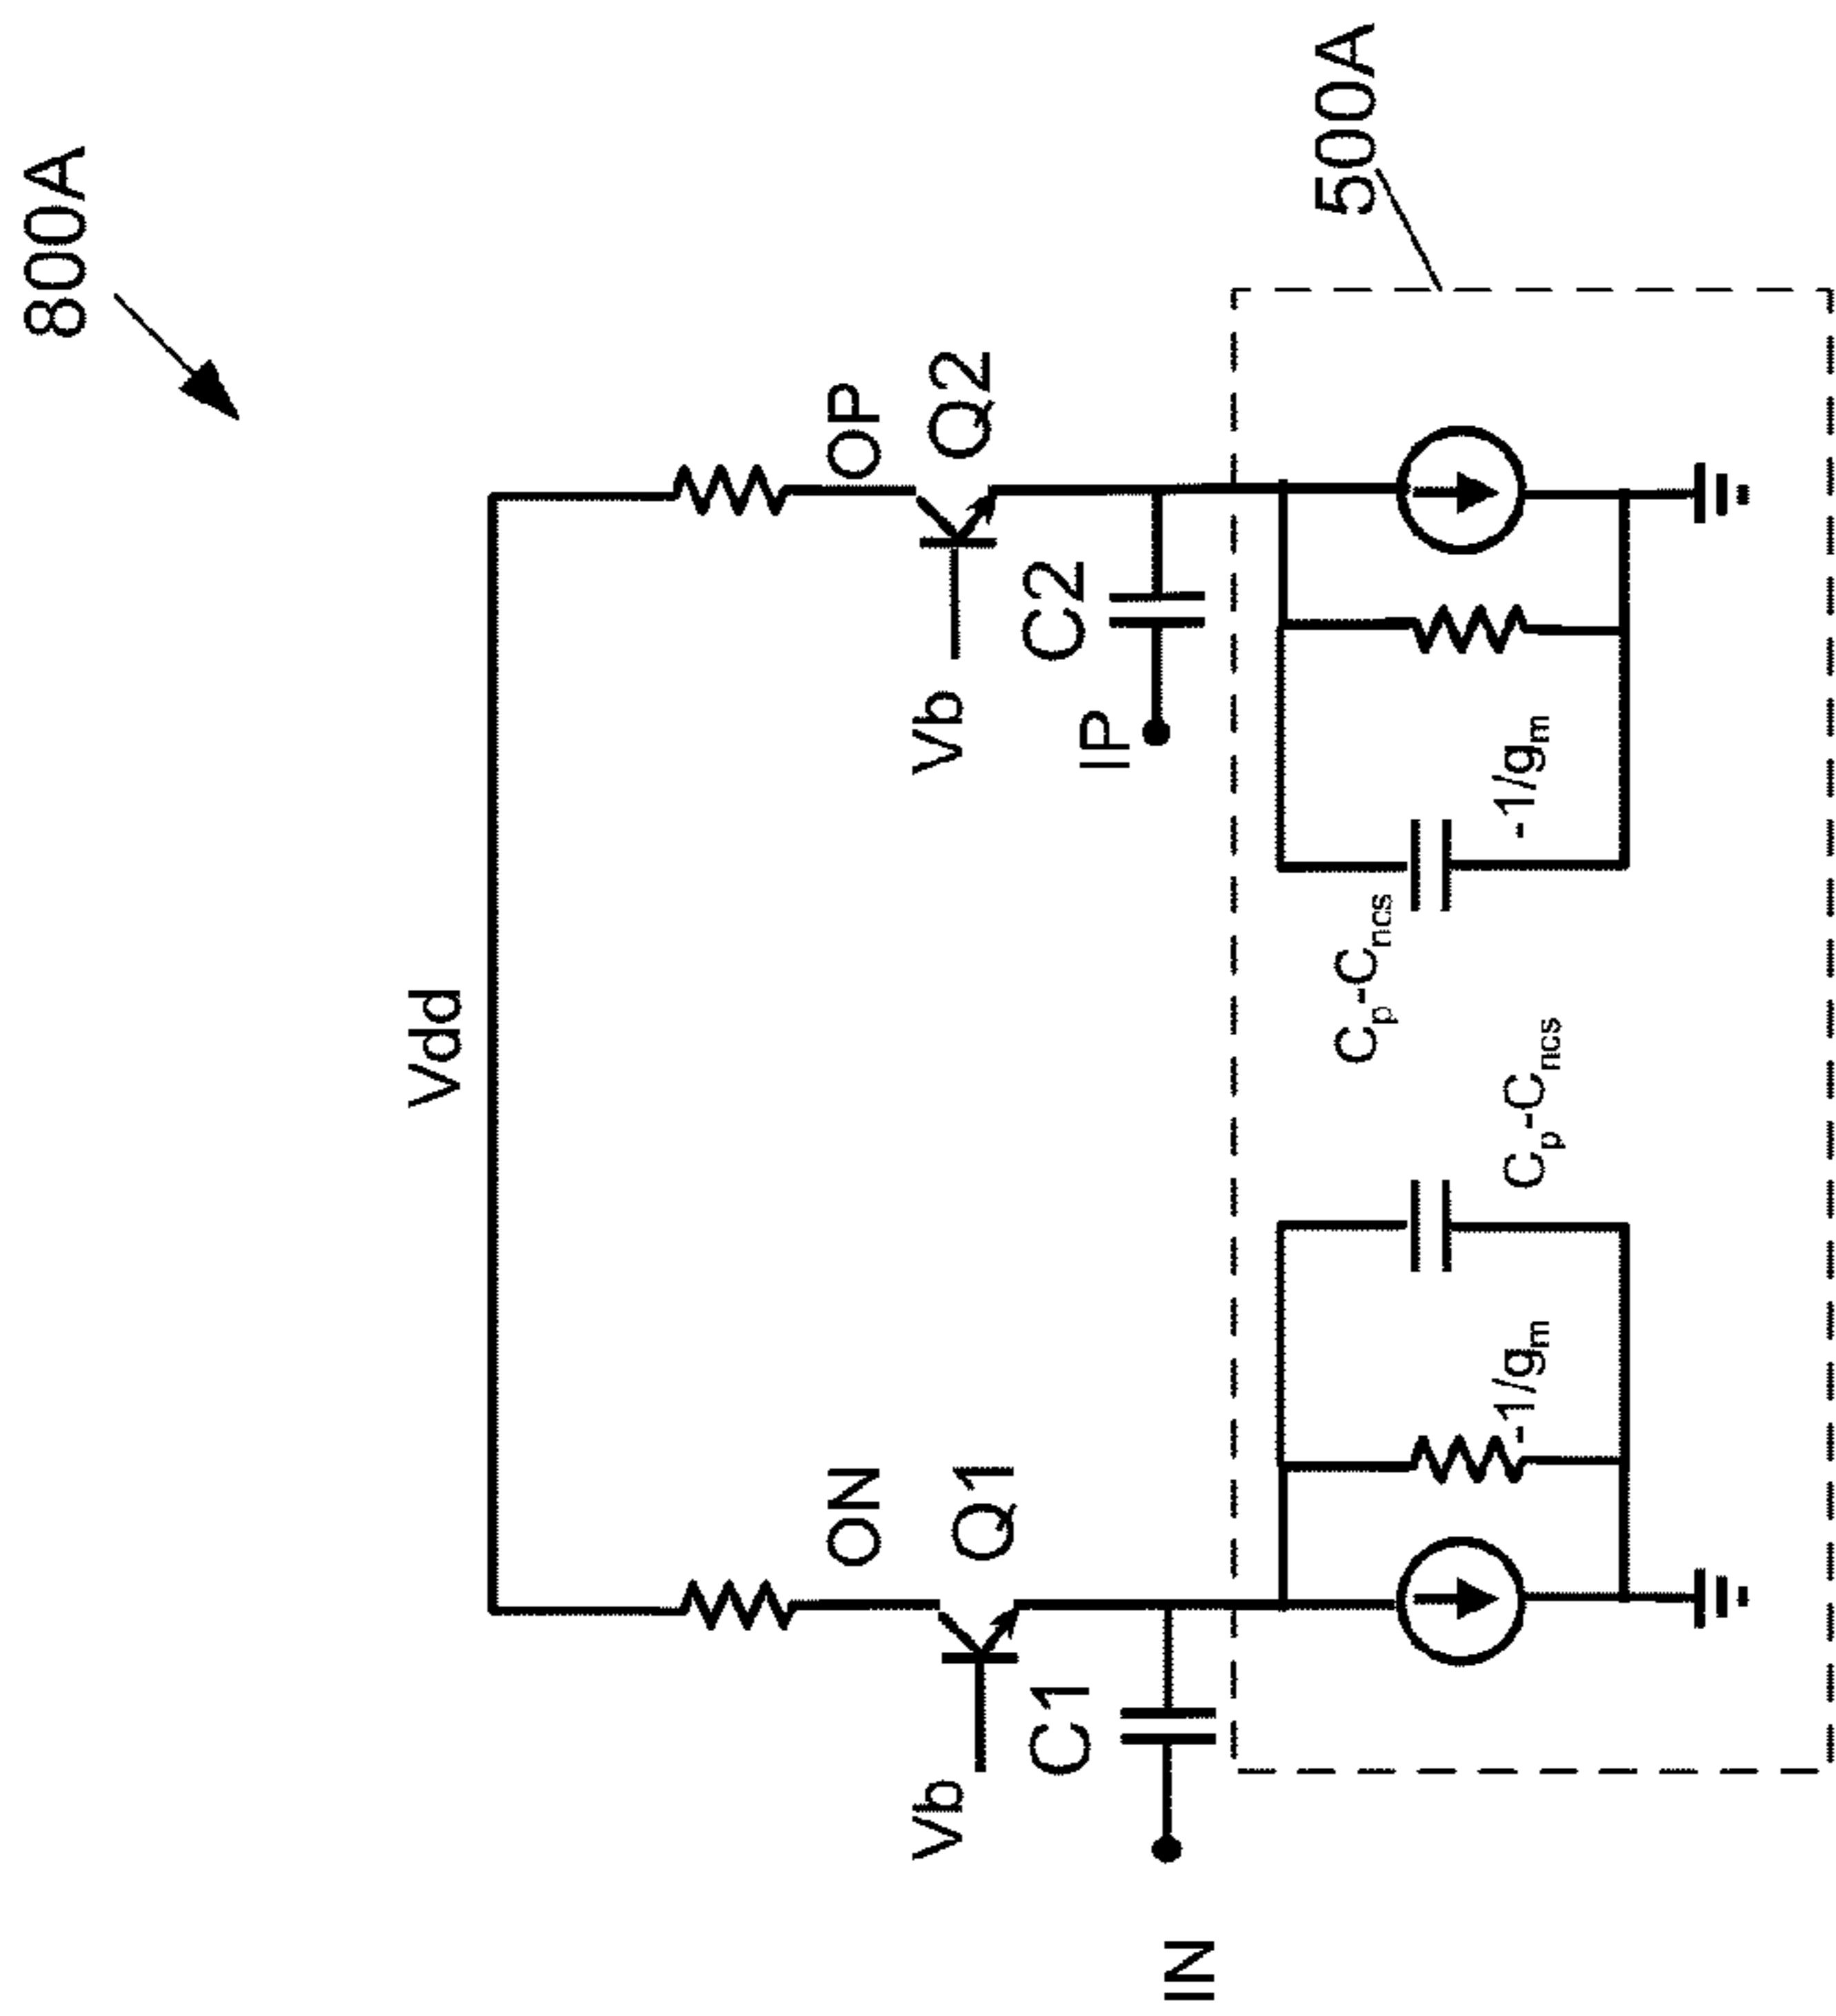 800A
Vdd
ON
OP
Q1
Q2
Vb
Vb
C1
C2
IN
IP
500A
Cp-Cncs
-1/gm
-1/gm
Cp-Cncs